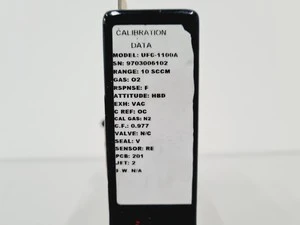 CALIBRATION
DATA
MODEL: UFC-1100A
SN: 9703006102
RANGE: 10 SCCM
GAS: O2
RSPNSE: F
ATTITUDE: HBD
EXH: VAC
C REF: OC
CAL GAS: N2
C.F.: 0.977
VALVE: N/C
SEAL: V
SENSOR: RE
PCB: 201
JET: 2
E.W. N/A